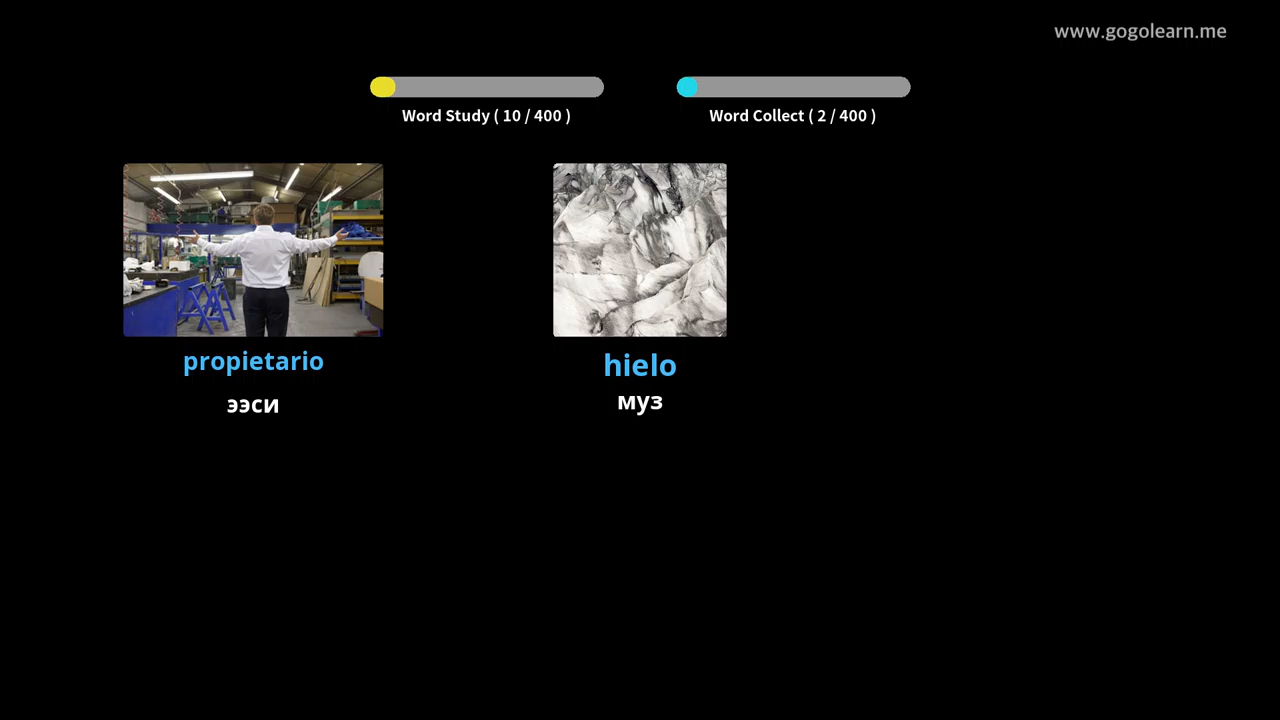 www.gogolearn.me
Word Study ( 10 / 400 )
Word Collect ( 2 / 400 )
propietario
ээси
hielo
муз